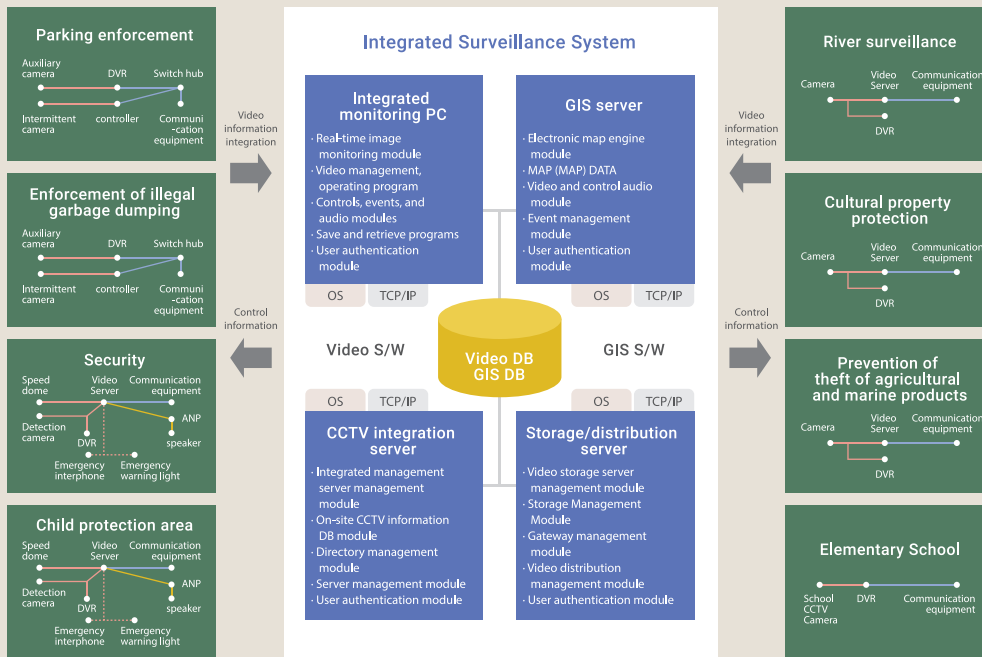 Parking enforcement
Auxiliary
camera
DVR
Switch hub
Intermittent
camera
controller
Communi
-cation
equipment
Enforcement of illegal
garbage dumping
Auxiliary
camera
DVR
Switch hub
Intermittent
camera
controller
Communi
-cation
equipment
Security
Speed
dome
Video
Server
Communication
equipment
Detection
camera
DVR
ANP
speaker
Emergency
interphone
Emergency
warning light
Child protection area
Speed
dome
Video
Server
Communication
equipment
Detection
camera
DVR
ANP
speaker
Emergency
interphone
Emergency
warning light
Video
information
integration
Control
information
Integrated Surveillance System
Integrated
monitoring PC
· Real-time image
monitoring module
· Video management,
operating program
· Controls, events, and
audio modules
· Save and retrieve programs
· User authentication
module
OS
TCP/IP
GIS server
· Electronic map engine
module
· MAP (MAP) DATA
· Video and control audio
module
· Event management
module
· User authentication
module
OS
TCP/IP
Video S/W
Video DB
GIS DB
GIS S/W
OS
TCP/IP
CCTV integration
server
· Integrated management
server management
module
· On-site CCTV information
DB module
· Directory management
module
· Server management module
· User authentication module
OS
TCP/IP
Storage/distribution
server
· Video storage server
management module
· Storage Management
Module
· Gateway management
module
· Video distribution
management module
· User authentication module
Video
information
integration
Control
information
River surveillance
Camera
Video
Server
Communication
equipment
DVR
Cultural property
protection
Camera
Video
Server
Communication
equipment
DVR
Prevention of
theft of agricultural
and marine products
Camera
Video
Server
Communication
equipment
DVR
Elementary School
School
CCTV
Camera
DVR
Communication
equipment